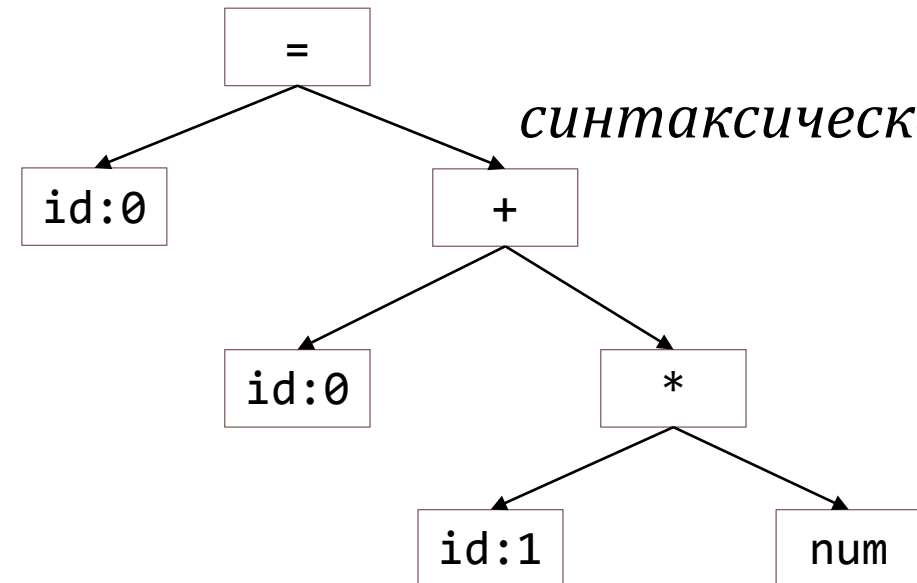 =
синтаксическ
id:0
+
id:0
*
id:1
num